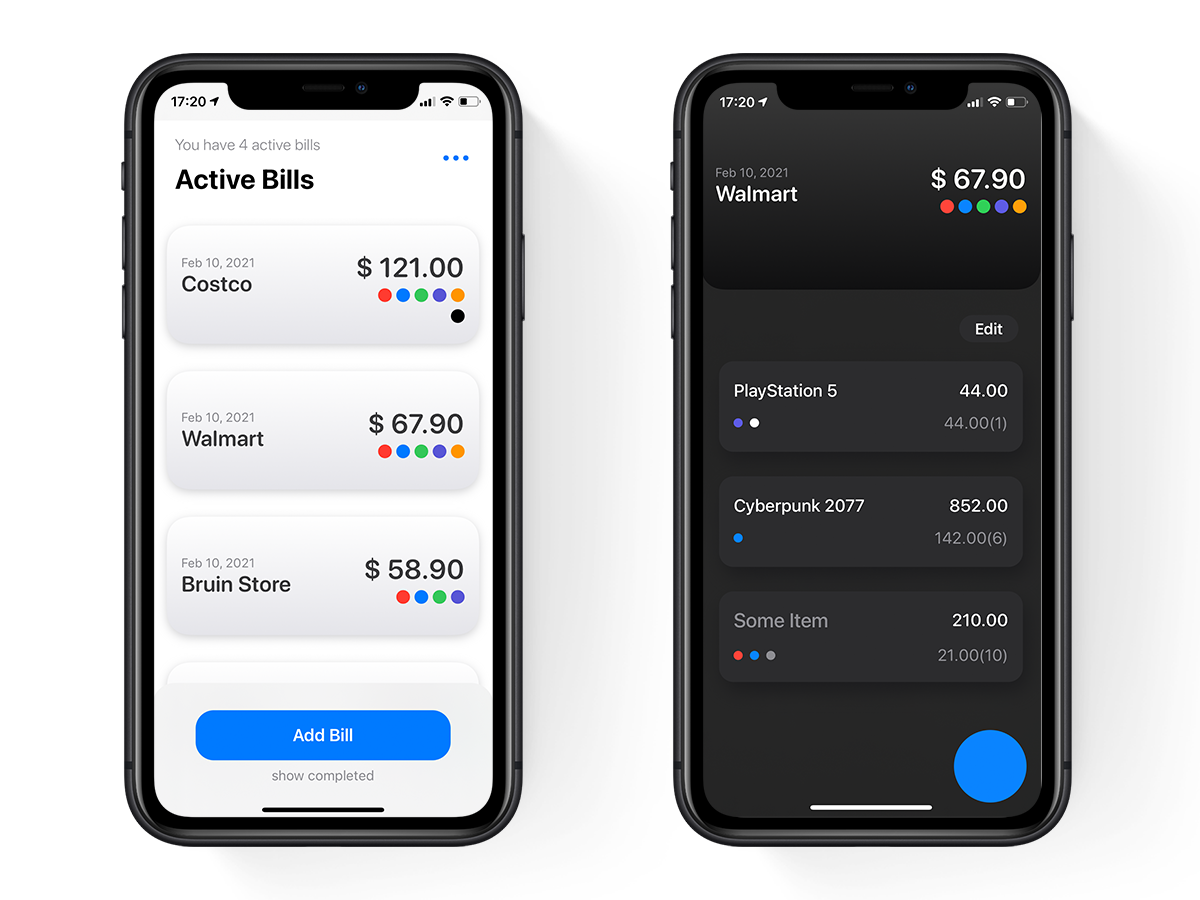 17:20
You have 4 active bills
Active Bills
Feb 10, 2021
Costco
$ 121.00
Feb 10, 2021
Walmart
$ 67.90
Feb 10, 2021
Bruin Store
$ 58.90
Add Bill
show completed
17:20
Feb 10, 2021
Walmart
$ 67.90
Edit
PlayStation 5
44.00
44.00(1)
Cyberpunk 2077
852.00
142.00(6)
Some Item
210.00
21.00(10)